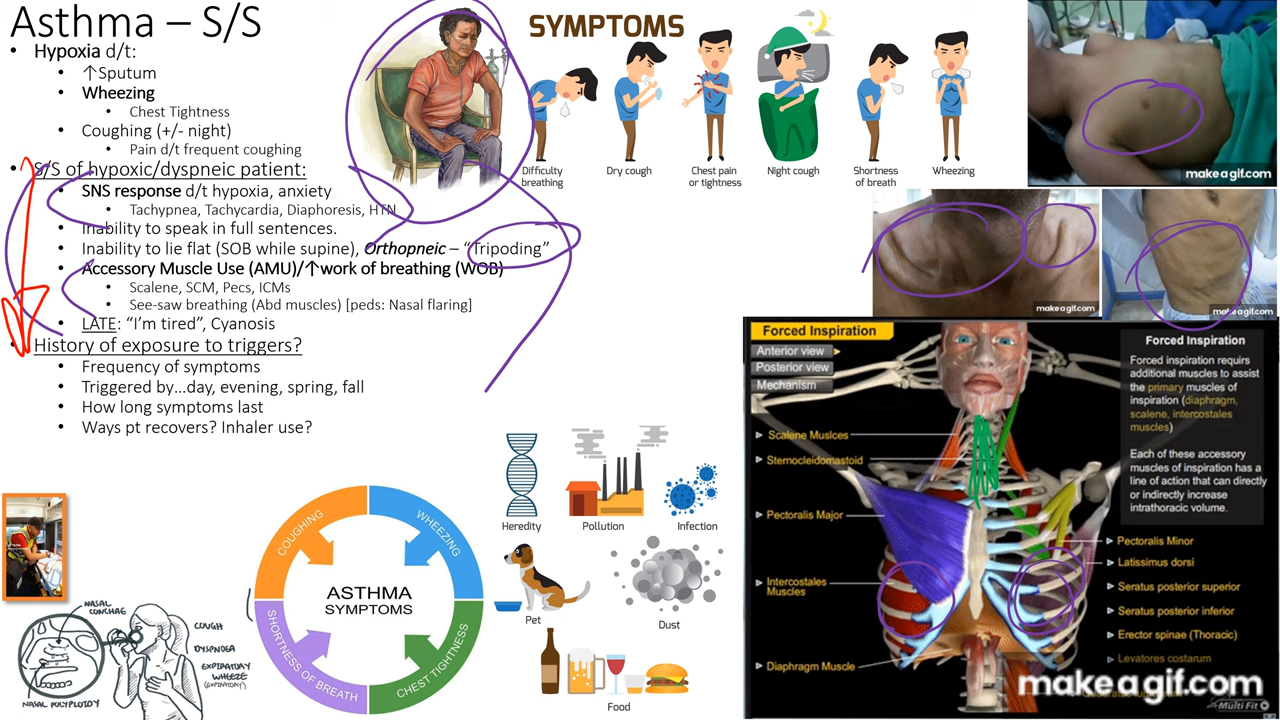 Asthma – S/S
• Hypoxia d/t:
• ↑Sputum
• Wheezing
• Chest Tightness
• Coughing (+/- night)
• Pain d/t frequent coughing
• S/S of hypoxic/dyspneic patient:
• SNS response d/t hypoxia, anxiety
• Tachypnea, Tachycardia, Diaphoresis, HTN
• Inability to speak in full sentences.
• Inability to lie flat (SOB while supine), Orthopneic – “Tripoding”
• Accessory Muscle Use (AMU)/↑work of breathing (WOB)
• Scalene, SCM, Pecs, ICMs
• See-saw breathing (Abd muscles) [peds: Nasal flaring]
• LATE: “I’m tired”, Cyanosis
• History of exposure to triggers?
• Frequency of symptoms
• Triggered by…day, evening, spring, fall
• How long symptoms last
• Ways pt recovers? Inhaler use?
SYMPTOMS
Difficulty
breathing
Dry cough
Chest pain
or tightness
Night cough
Shortness
of breath
Wheezing
makeagif.com
makeagif.com
makeagif.com
Forced Inspiration
Anterior view
Posterior view
Mechanism
Scalene Muslces
Sternocleidomastoid
Pectoralis Major
Intercostales
Muscles
Diaphragm Muscle
Forced Inspiration
Forced inspiration requirs
additional muscles to assist
the primary muscles of
inspiration (diaphragm,
scalene, intercostales
muscles)
Each of these accessory
muscles of inspiration has a
line of action that can directly
or indirectly increase
intrathoracic volume.
Pectoralis Minor
Latissimus dorsi
Seratus posterior superior
Seratus posterior inferior
Erector spinae (Thoracic)
Levatores costarum
makeagif.com
Multi Fit
Heredity
Pollution
Infection
Pet
Dust
Food
COUGHING
WHEEZING
SHORTNESS OF BREATH
CHEST TIGHTNESS
ASTHMA
SYMPTOMS
NASAL
CONCHAE
NASAL POLYPLOIDY
COUGH
DYSPNOEA
EXPIRATORY
WHEEZE
(EXPIRATORY)